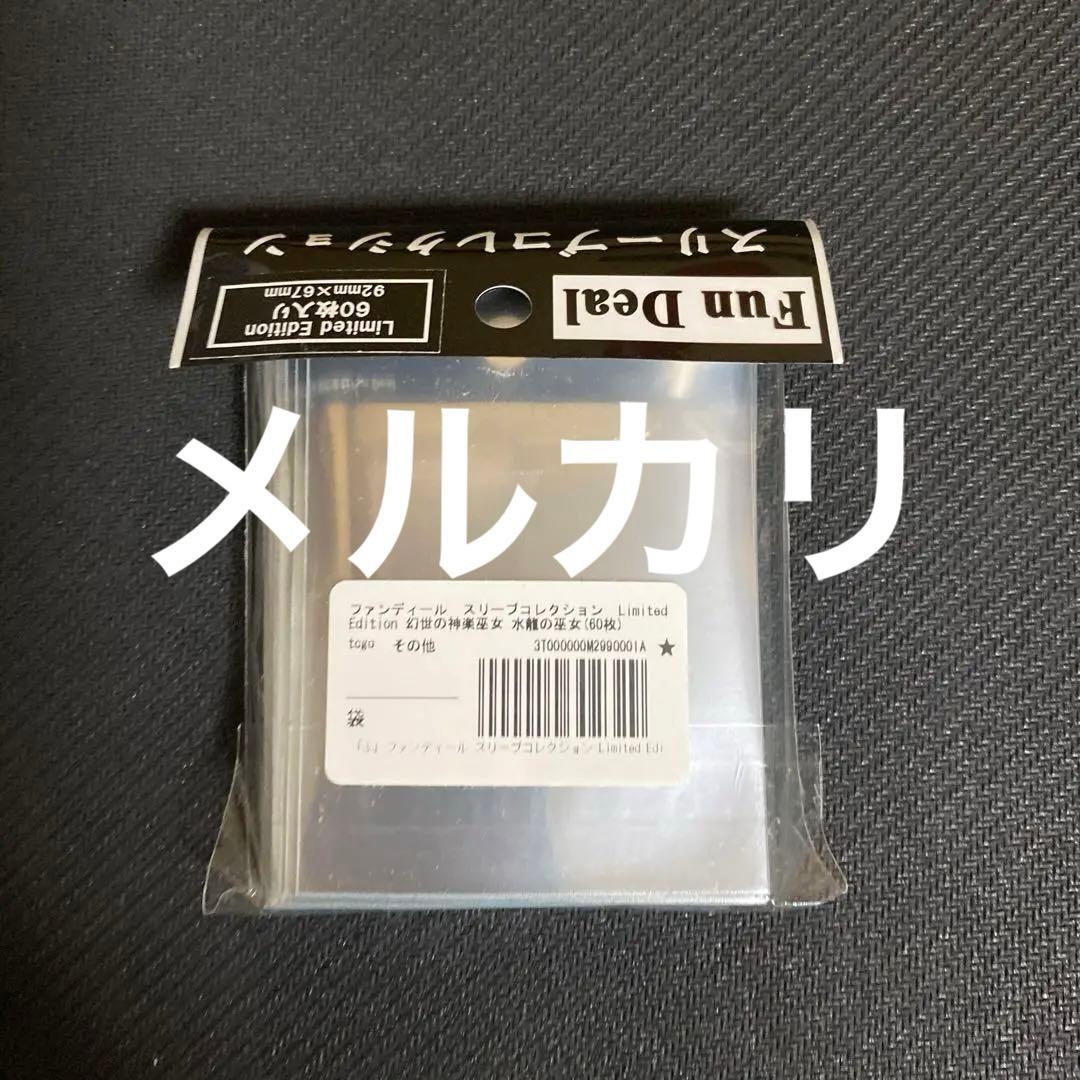 スリーブコレクション
Fun Deal
Limited Edition
60枚入り
92mm×67mm
メルカリ
ファンディール スリーブコレクション Limited
Edition 幻世の神楽巫女 水龍の巫女(60枚)
tcgo その他 3T000000M2990001A ★
袋
「S」ファンディール スリーブコレクション Limited Edi